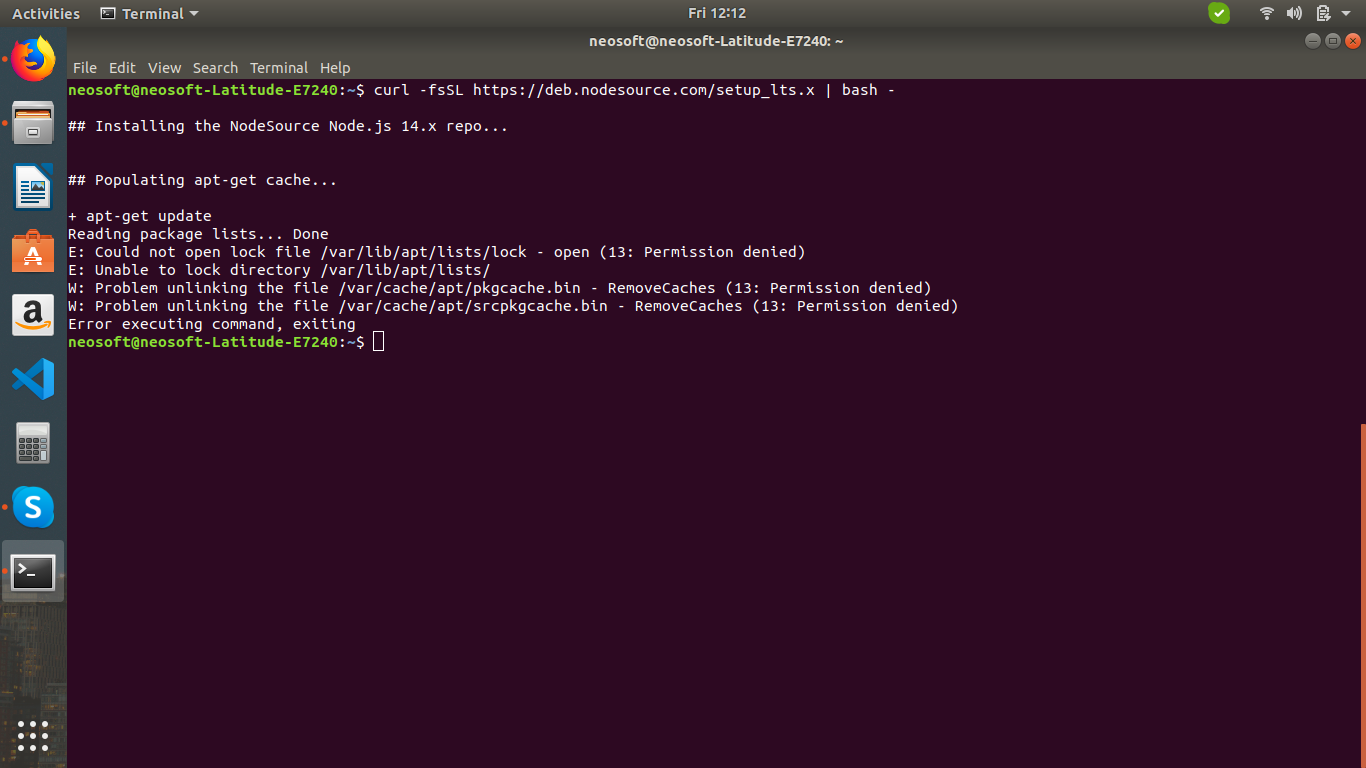 Activities
Terminal
Fri 12:12
neosoft@neosoft-Latitude-E7240: ~
File Edit View Search Terminal Help
neosoft@neosoft-Latitude-E7240:~$ curl -fsSL https://deb.nodesource.com/setup_lts.x | bash -
## Installing the NodeSource Node.js 14.x repo...
## Populating apt-get cache...
+ apt-get update
Reading package lists... Done
E: Could not open lock file /var/lib/apt/lists/lock - open (13: Permission denied)
E: Unable to lock directory /var/lib/apt/lists/
W: Problem unlinking the file /var/cache/apt/pkgcache.bin - RemoveCaches (13: Permission denied)
W: Problem unlinking the file /var/cache/apt/srcpkgcache.bin - RemoveCaches (13: Permission denied)
Error executing command, exiting
neosoft@neosoft-Latitude-E7240:~$